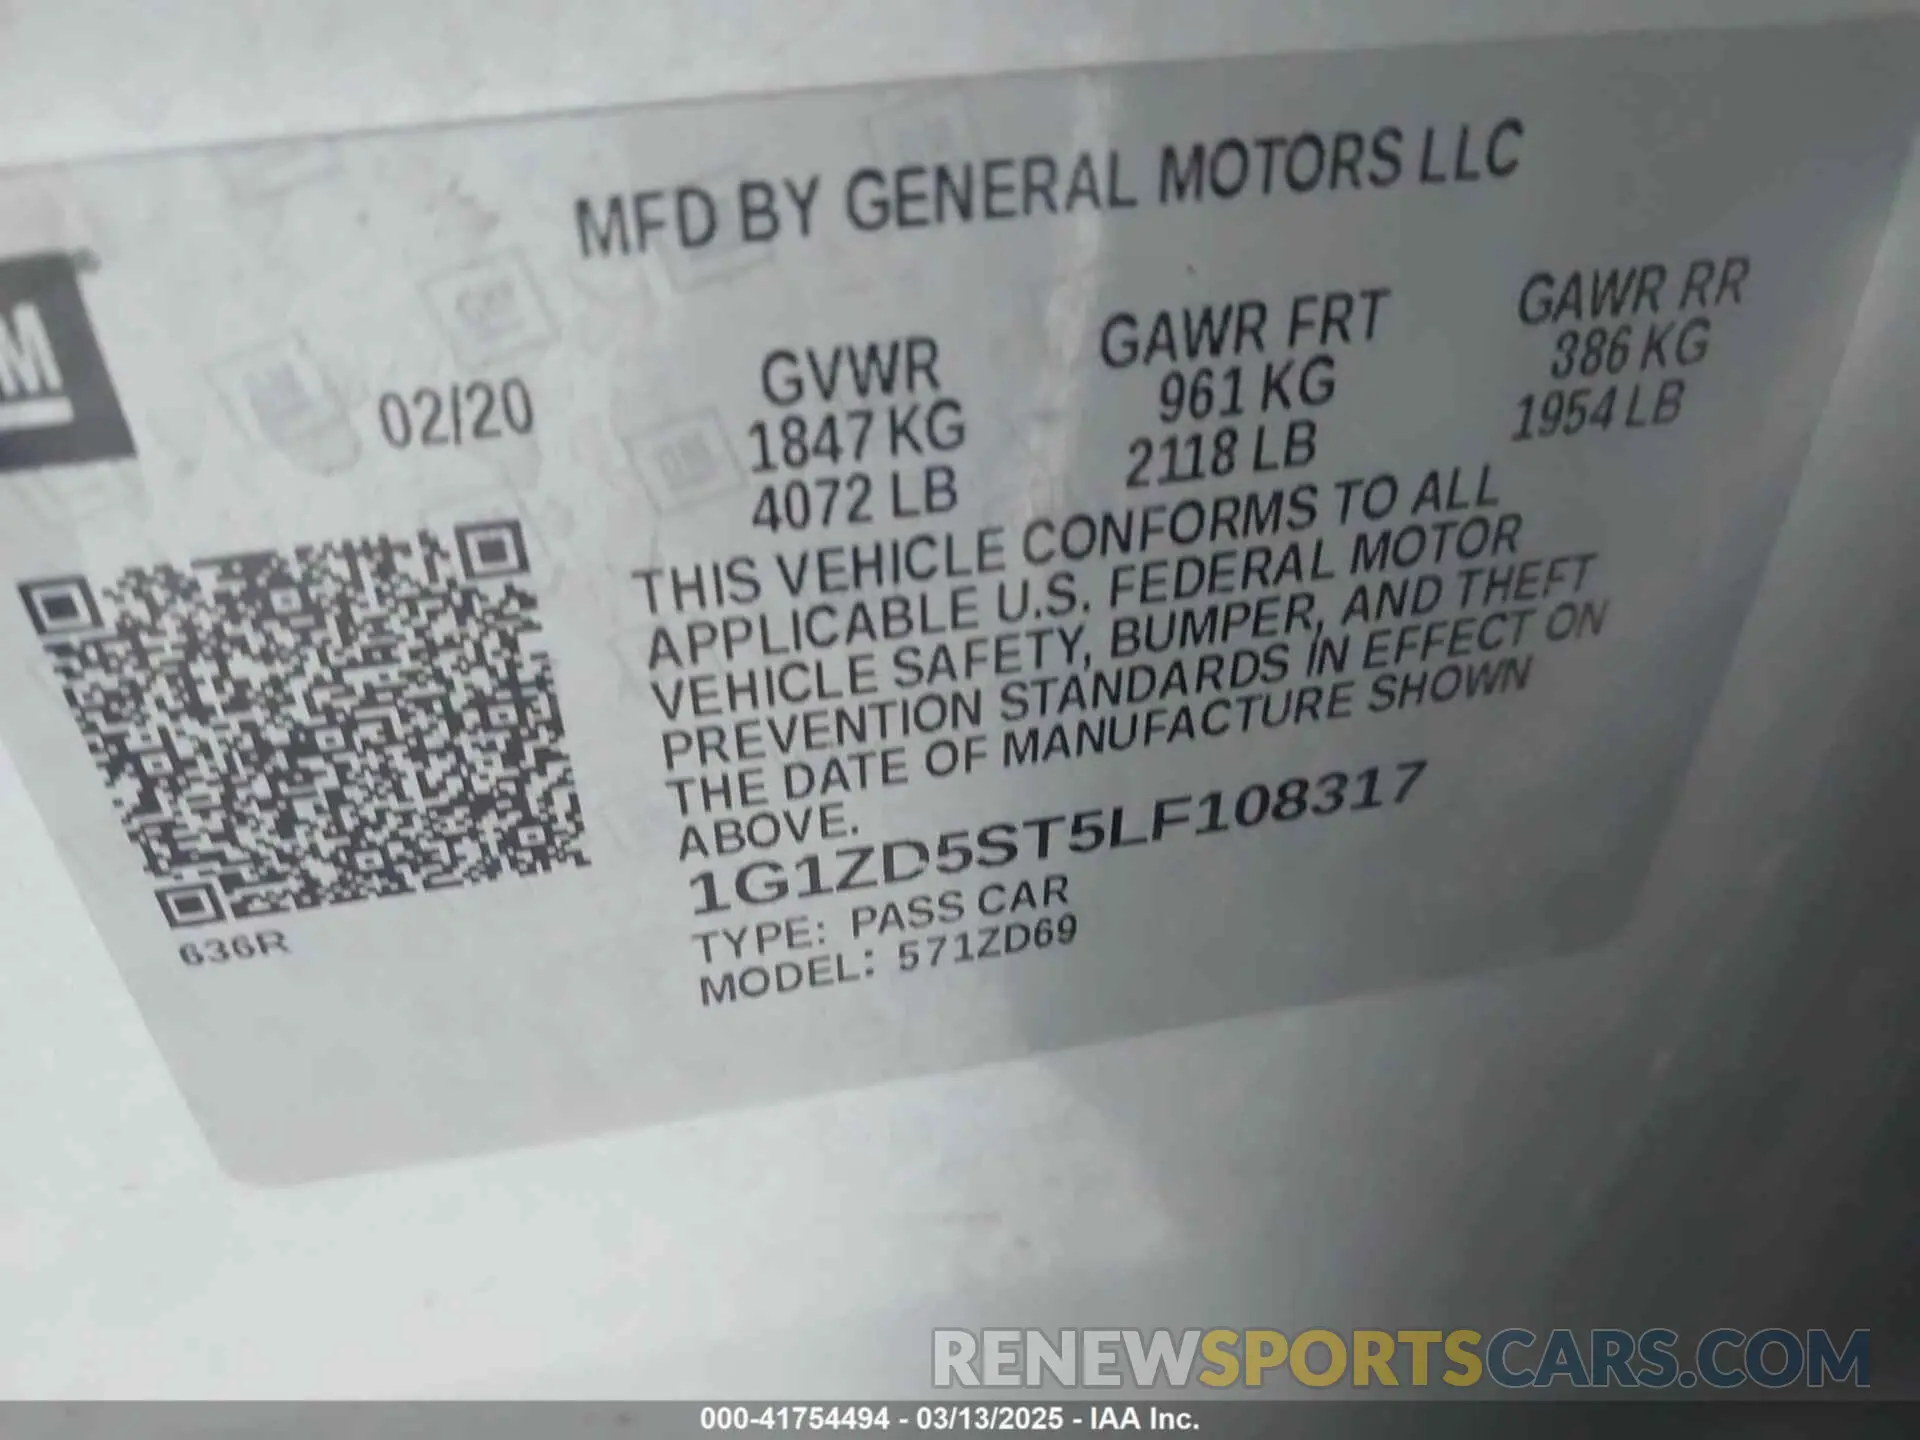 MFD BY GENERAL MOTORS LLC
M
02/20
GVWR
1847 KG
4072 LB
GAWR FRT
961 KG
2118 LB
GAWR RR
886 KG
1954 LB
THIS VEHICLE CONFORMS TO ALL
APPLICABLE U.S. FEDERAL MOTOR
VEHICLE SAFETY, BUMPER, AND THEFT
PREVENTION STANDARDS IN EFFECT ON
THE DATE OF MANUFACTURE SHOWN
ABOVE.
1G1ZD5ST5LF108317
TYPE: PASS CAR
MODEL: 571ZD69
636R
RENEWSPORTSCARS.COM
000-41754494 - 03/13/2025 - IAA Inc.